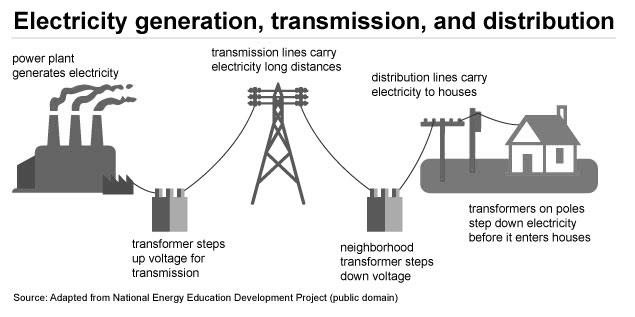 Electricity generation, transmission, and distribution
power plant
generates electricity
transmission lines carry
electricity long distances
distribution lines carry
electricity to houses
transformer steps
up voltage for
transmission
neighborhood
transformer steps
down voltage
transformers on poles
step down electricity
before it enters houses
Source: Adapted from National Energy Education Development Project (public domain)